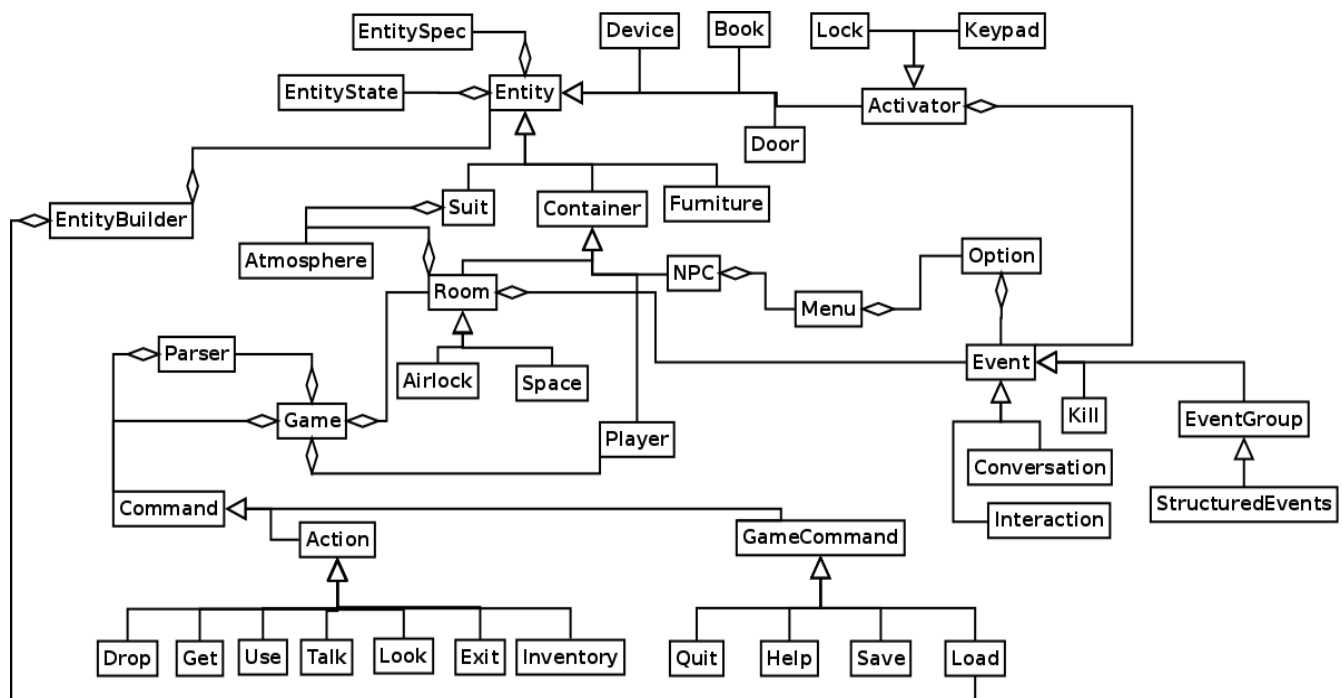 EntitySpec
Device
Book
Lock
Keypad
EntityState
Entity
Activator
Door
EntityBuilder
Suit
Container
Furniture
Atmosphere
Room
NPC
Option
Menu
Parser
Airlock
Space
Event
Game
Player
Kill
EventGroup
Conversation
Command
Action
GameCommand
Interaction
StructuredEvents
Drop
Get
Use
Talk
Look
Exit
Inventory
Quit
Help
Save
Load